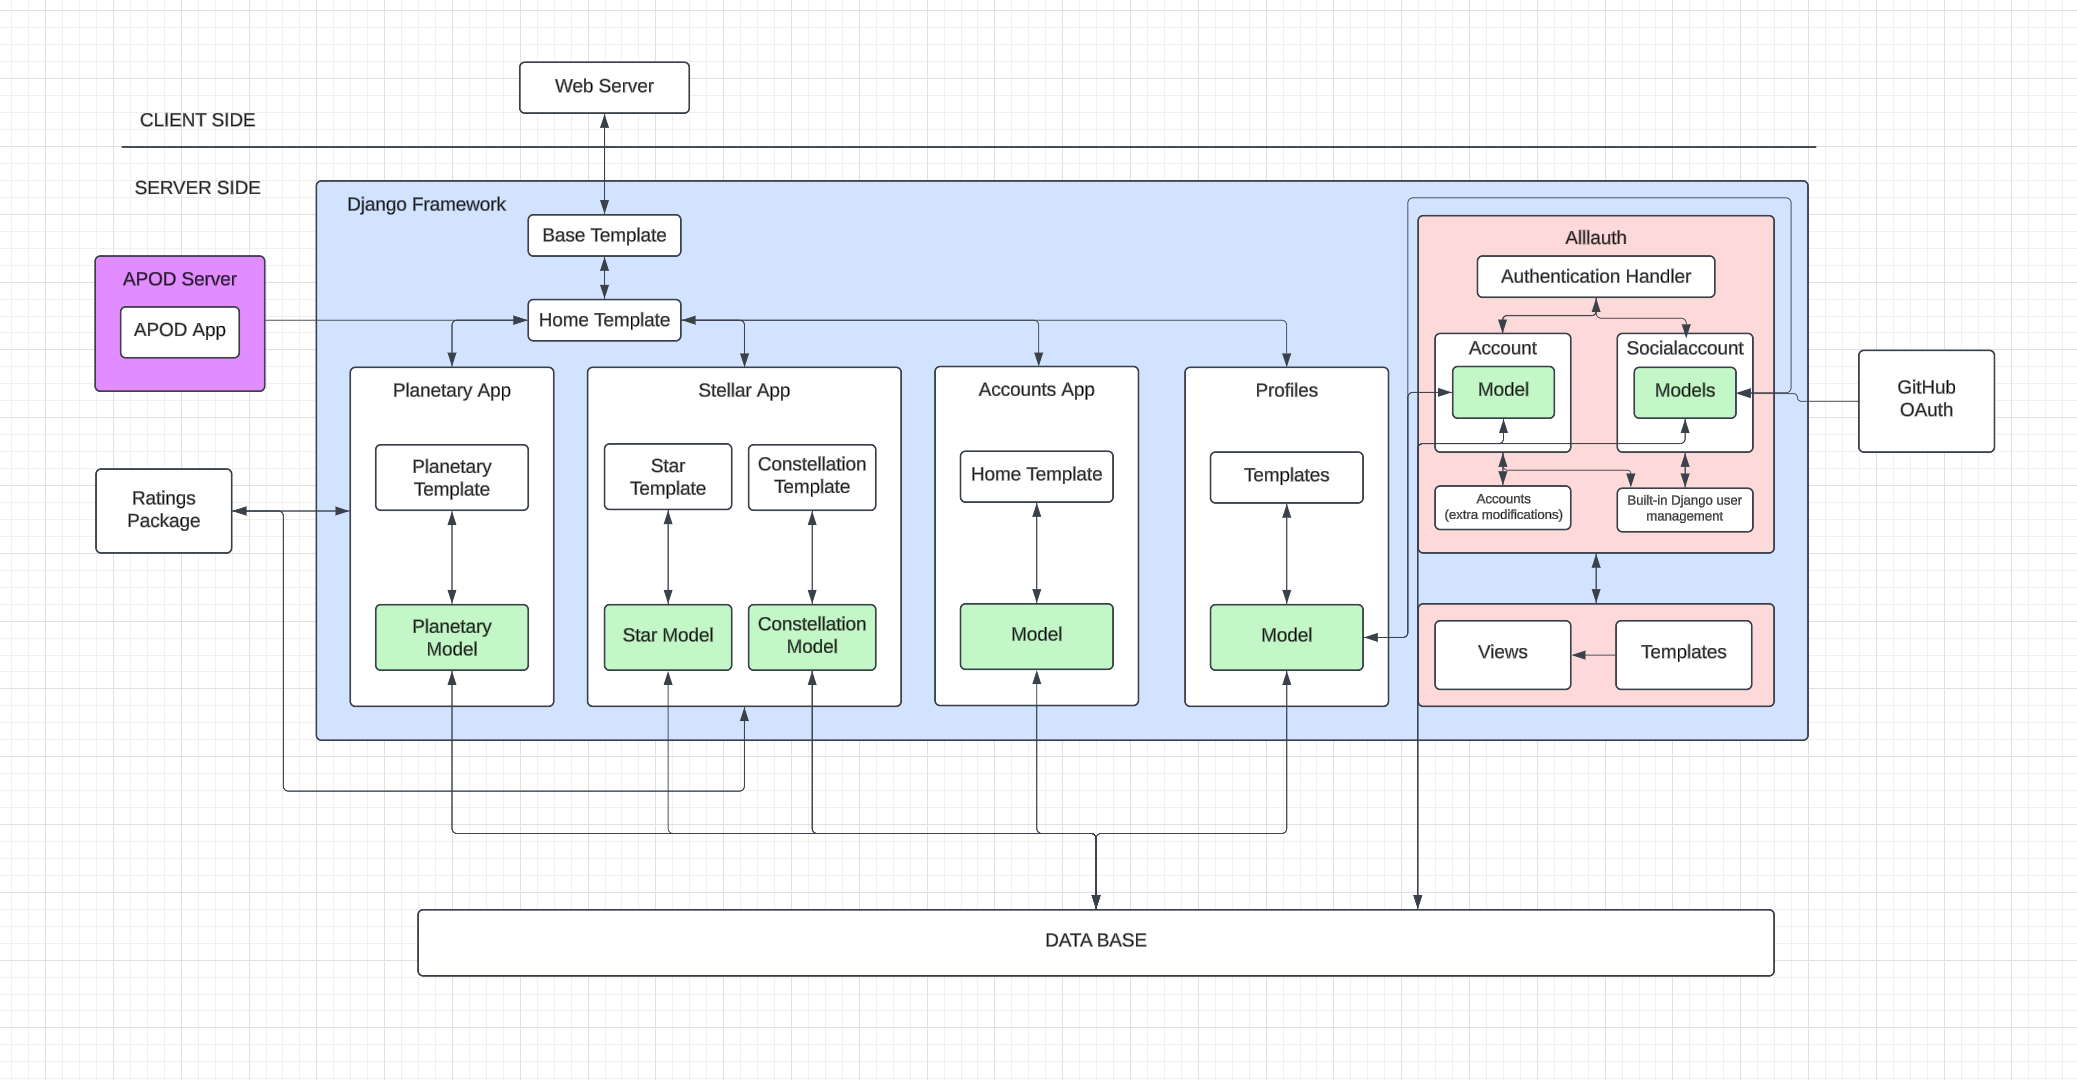 Web Server
CLIENT SIDE
SERVER SIDE
Django Framework
Base Template
Home Template
APOD Server
APOD App
Ratings
Package
Planetary App
Planetary
Template
Planetary
Model
Stellar App
Star
Template
Constellation
Template
Star Model
Constellation
Model
Accounts App
Home Template
Model
Profiles
Templates
Model
Alllauth
Authentication Handler
Account
Model
Socialaccount
Models
Accounts
(extra modifications)
Built-in Django user
management
Views
Templates
GitHub
OAuth
DATA BASE